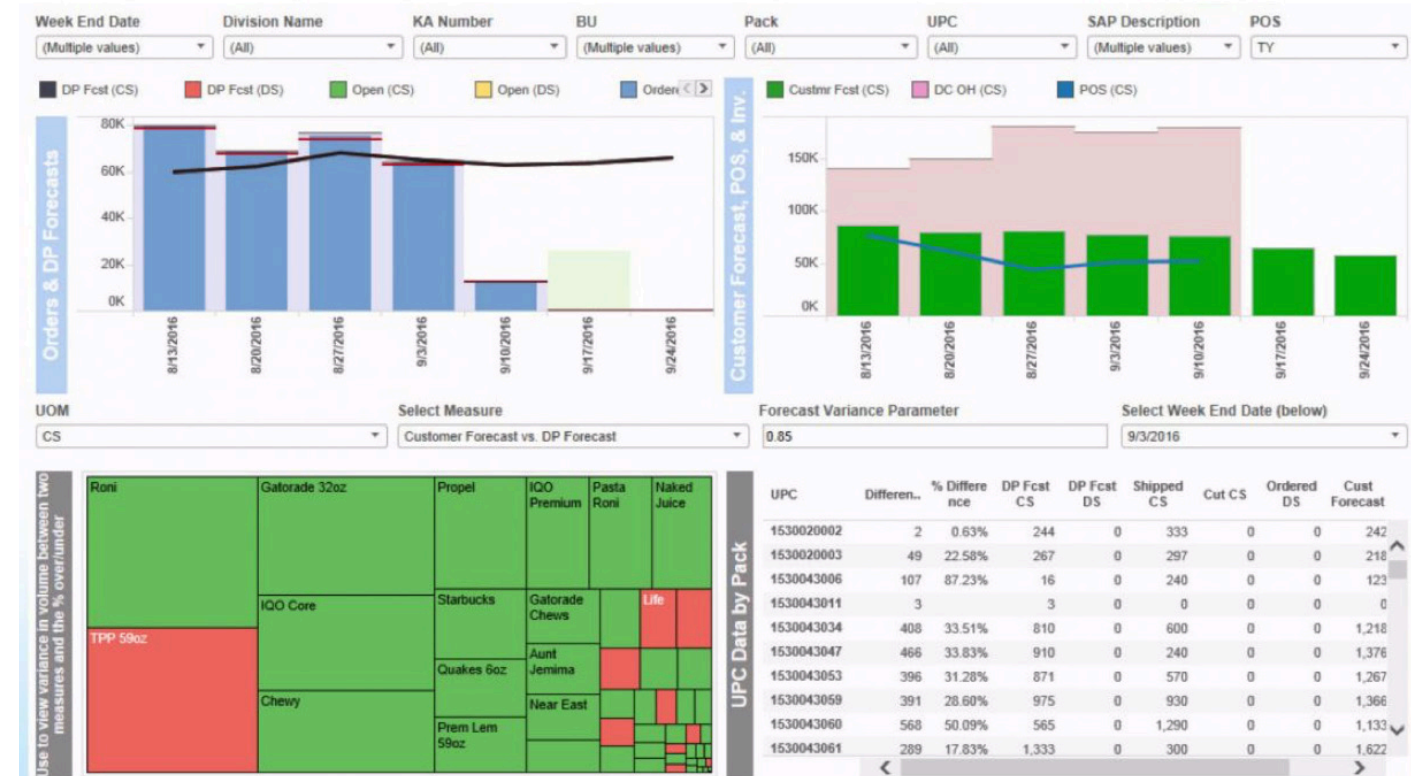 Week End Date Division Name KA Number BU Pack UPC SAP Description POS
(Multiple values) (All) (All) (Multiple values) (All) (All) (Multiple values) TY
DP Fcst (CS) DP Fcst (DS) Open (CS) Open (DS) Order
Custmr Fcst (CS) DC OH (CS) POS (CS)
Orders & DP Forecasts
80K
60K
40K
20K
0K
8/13/2016 8/20/2016 8/27/2016 9/3/2016 9/10/2016 9/17/2016 9/24/2016
Customer Forecast, POS, & Inv.
150K
100K
50K
0K
8/13/2016 8/20/2016 8/27/2016 9/3/2016 9/10/2016 9/17/2016 9/24/2016
UOM Select Measure Forecast Variance Parameter Select Week End Date (below)
CS Customer Forecast vs. DP Forecast 0.85 9/3/2016
Use to view variance in volume between two
measures and the % over/under
Roni
Gatorade 32oz
Propel
IQO
Premium
Pasta
Roni
Naked
Juice
IQO Core
Starbucks
Gatorade
Chews
Life
TPP 59oz
Quakes 6oz
Aunt
Jemima
Chewy
Near East
Prem Lem
59oz
UPC Data by Pack
UPC Differen.. % Differe
nce DP Fcst
CS DP Fcst
DS Shipped
CS Cut CS Ordered
DS Cust
Forecast
1530020002 2 0.63% 244 0 333 0 0 242
1530020003 49 22.58% 267 0 297 0 0 218
1530043006 107 87.23% 16 0 240 0 0 123
1530043011 3 3 0 0 0 0 0
1530043034 408 33.51% 810 0 600 0 0 1,218
1530043047 466 33.83% 910 0 240 0 0 1,376
1530043053 396 31.28% 871 0 570 0 0 1,267
1530043059 391 28.60% 975 0 930 0 0 1,366
1530043060 568 50.09% 565 0 1,290 0 0 1,133
1530043061 289 17.83% 1,333 0 300 0 0 1,622